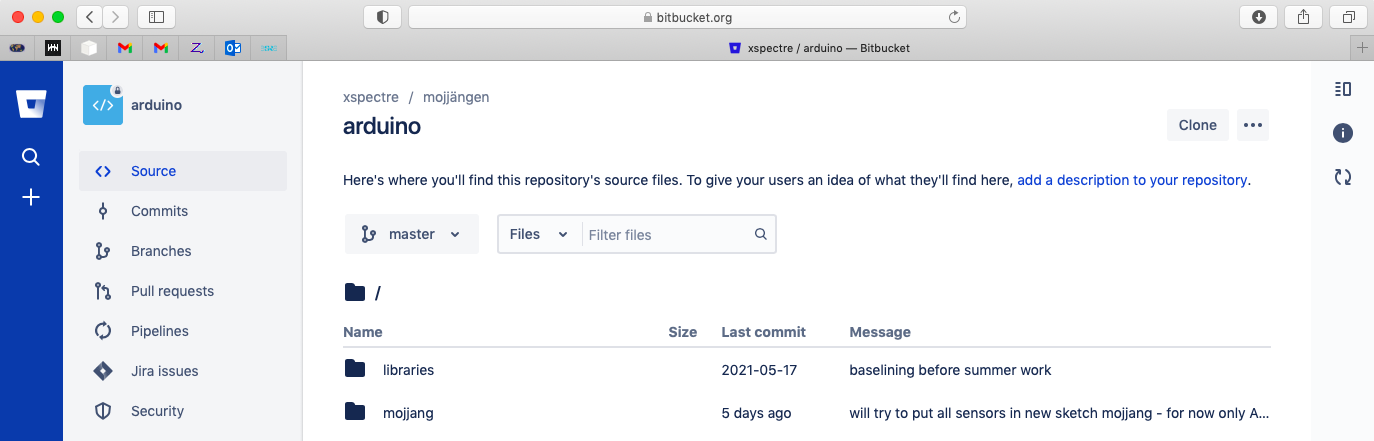 bitbucket.org
xspectre / arduino — Bitbucket
arduino
Source
Commits
Branches
Pull requests
Pipelines
Jira issues
Security
xspectre / mojjängen
arduino
Clone
Here's where you'll find this repository's source files. To give your users an idea of what they'll find here, add a description to your repository.
master
Files Filter files
/
Name Size Last commit Message
libraries 2021-05-17 baselining before summer work
mojjang 5 days ago will try to put all sensors in new sketch mojjang - for now only A...